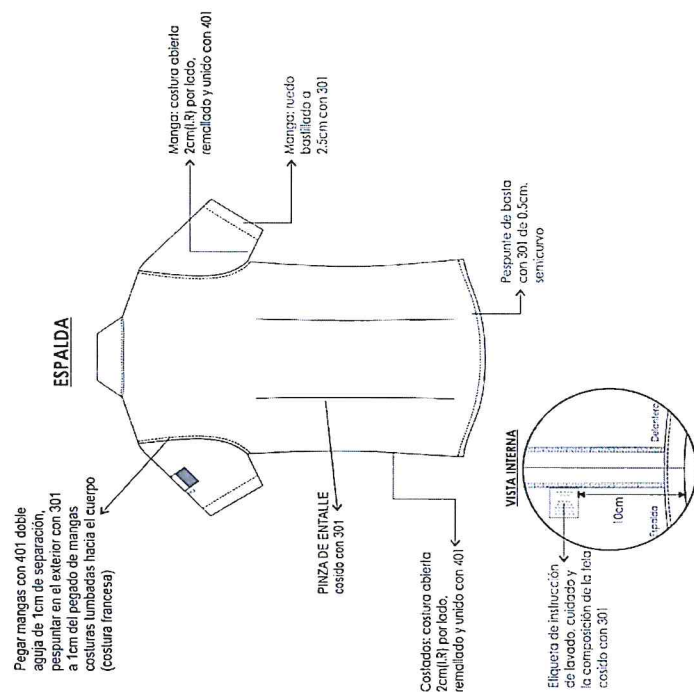 ESPALDA
Pegar mangas con 401 doble
aguja de 1cm de separación,
pespuntar en el exterior con 301
a 1cm del pegado de mangas
costuras tumbadas hacia el cuerpo
(costura francesa)
Manga: costura abierta
2cm(I.R) por lado,
remallado y unido con 401
Manga: ruedo
bastillado a
2.5cm con 301
PINZA DE ENTALLE
cosido con 301
Costados: costura abierta
2cm(I.R) por lado,
remallado y unido con 401
Pespunte de basta
con 301 de 0.5cm.
semicurvo
VISTA INTERNA
Etiqueta de instrucción
de lavado, cuidado y
la composición de la tela
cosido con 301
10cm
Espalda
Delantero